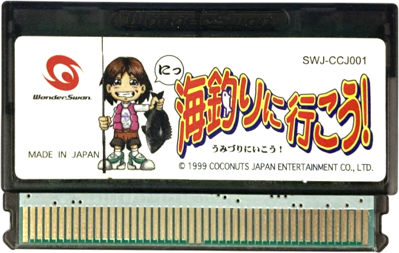 WonderSwan
MADE IN JAPAN
にっ
SWJ-CCJ001
海釣りに行こう!
うみづりにいこう!
© 1999 COCONUTS JAPAN ENTERTAINMENT CO., LTD.